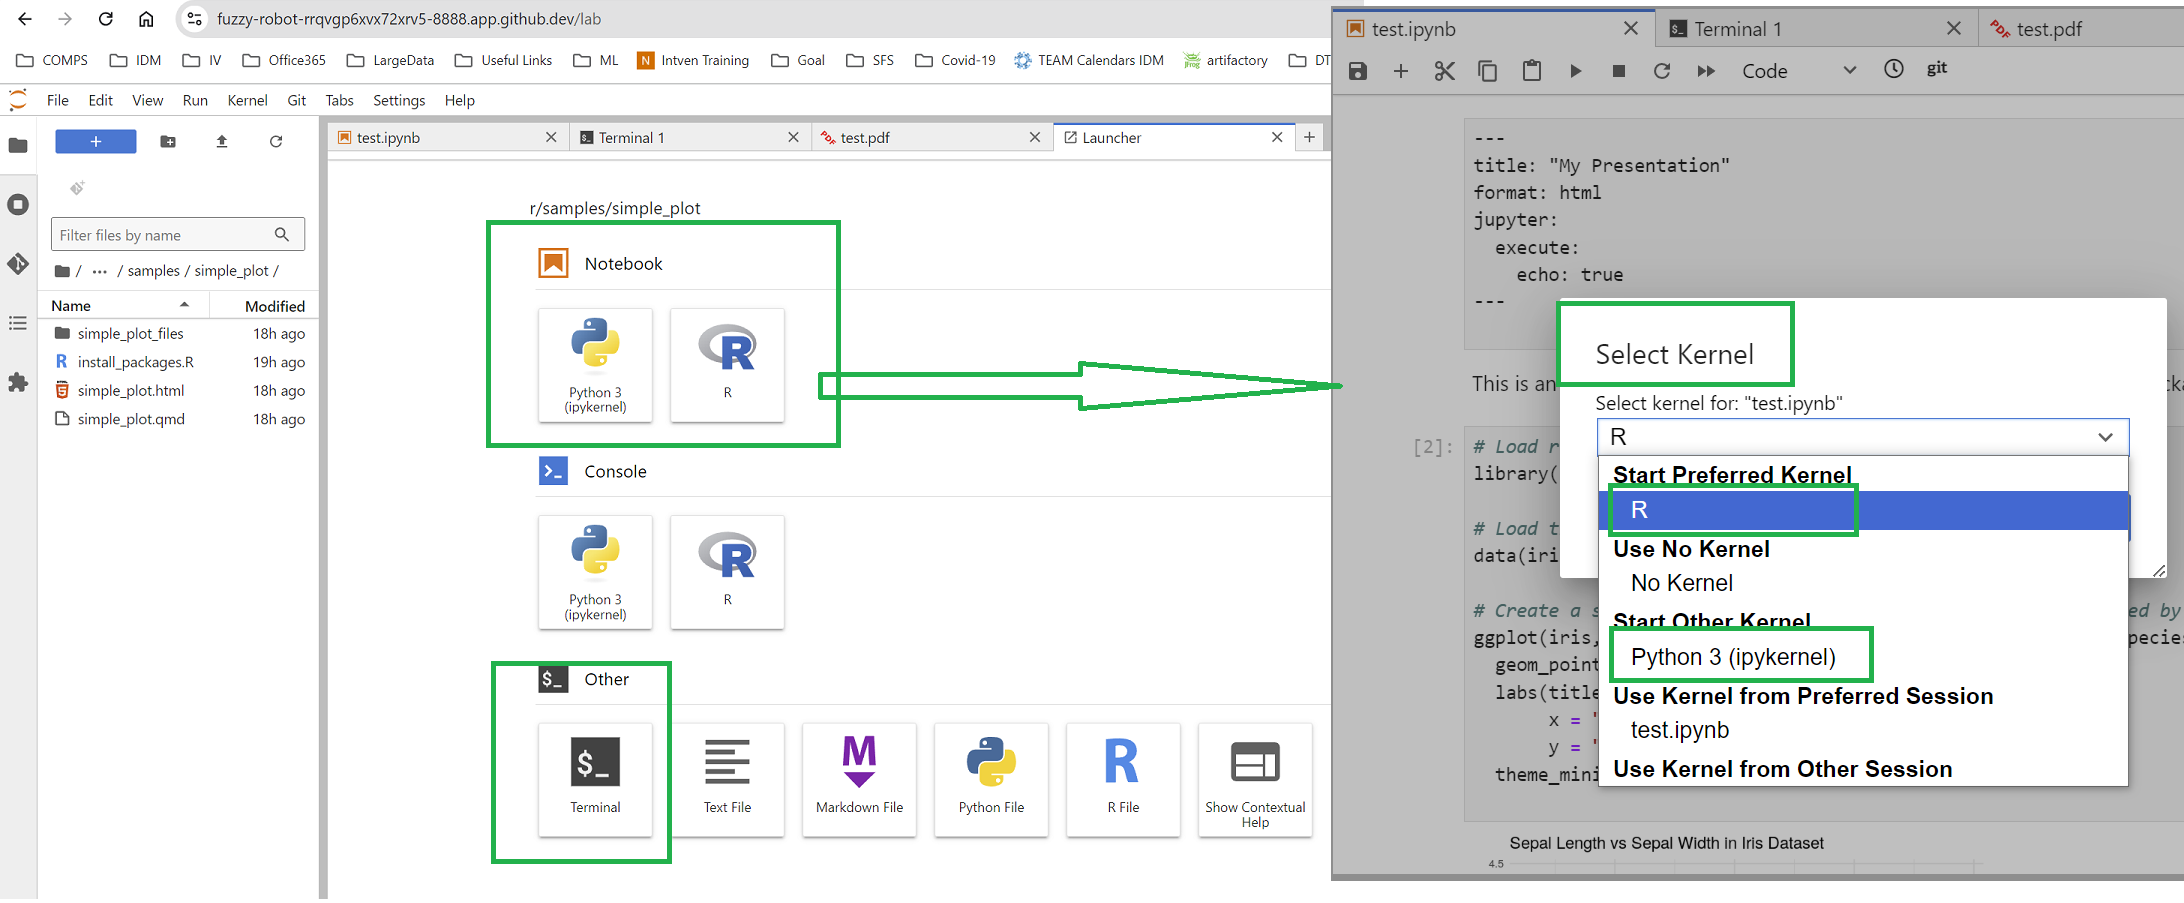 fuzzy-robot-rrqvgp6xvx72xrv5-8888.app.github.dev/lab
COMPS IDM IV Office365 LargeData Useful Links ML N Intven Training Goal SFS Covid-19 TEAM Calendars IDM artifactory DT
File Edit View Run Kernel Git Tabs Settings Help
test.ipynb Terminal 1 test.pdf Launcher
Filter files by name
/ ··· / samples / simple_plot /
Name Modified
simple_plot_files 18h ago
install_packages.R 19h ago
simple_plot.html 18h ago
simple_plot.qmd 18h ago
r/samples/simple_plot
Notebook
Python 3 (ipykernel) R
Console
Python 3 (ipykernel) R
$_ Other
$_ M R
Terminal Text File Markdown File Python File R File Show Contextual Help
test.ipynb Terminal 1 test.pdf
Code git
---
title: "My Presentation"
format: html
jupyter:
execute:
echo: true
---
This is an
[2]: # Load r
library(
# Load t
data(iri
# Create a s ed by
ggplot(iris, pecies
geom_point
labs(title
x = "
y = "
theme_mini
Select Kernel
Select kernel for: "test.ipynb"
R
Start Preferred Kernel
R
Use No Kernel
No Kernel
Start Other Kernel
Python 3 (ipykernel)
Use Kernel from Preferred Session
test.ipynb
Use Kernel from Other Session
Sepal Length vs Sepal Width in Iris Dataset
4.5